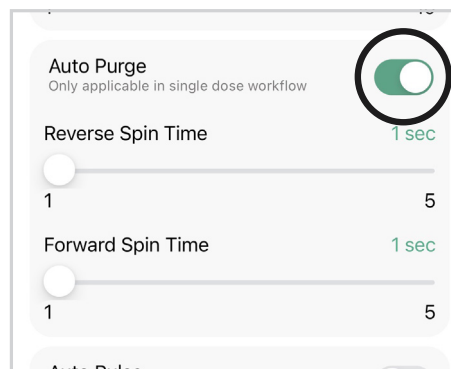 Auto Purge
Only applicable in single dose workflow
Reverse Spin Time 1 sec
1 5
Forward Spin Time 1 sec
1 5